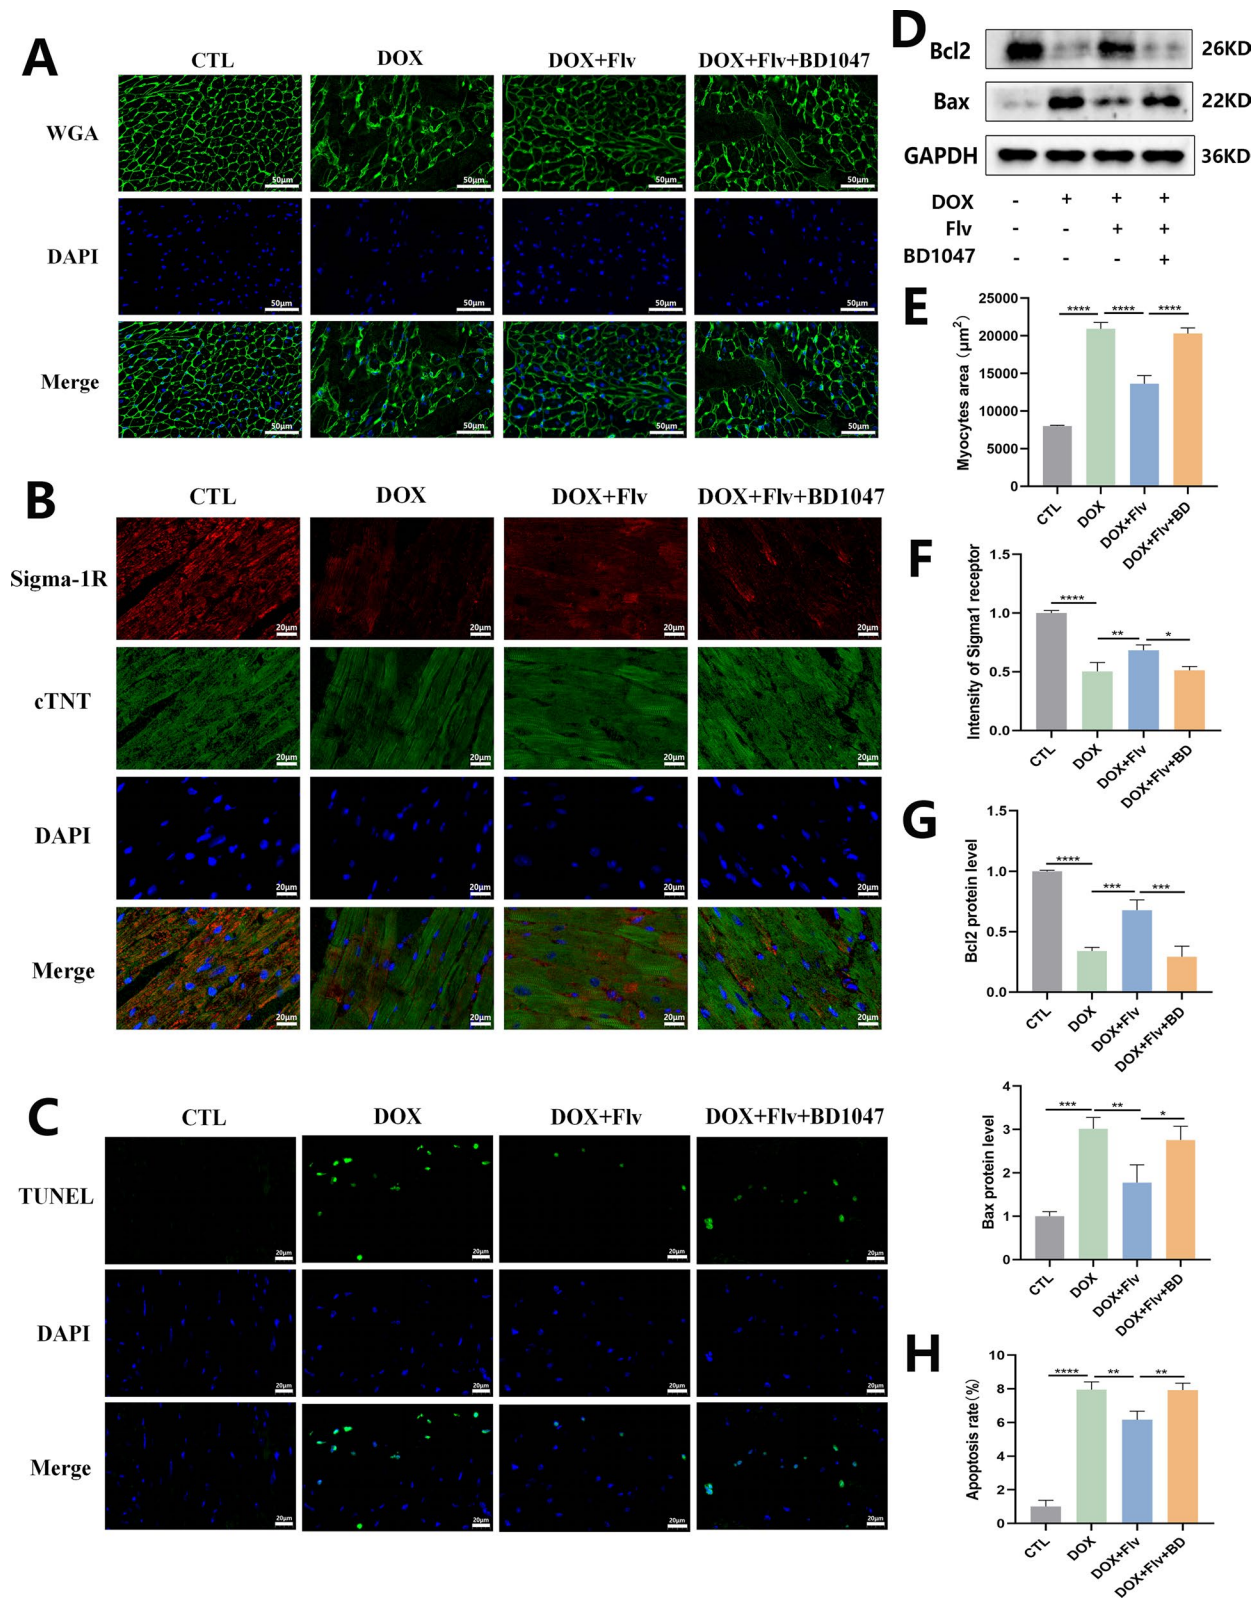 A
CTL DOX DOX+Flv DOX+Flv+BD1047
WGA
50μm 50μm 50μm 50μm
DAPI
50μm 50μm 50μm 50μm
Merge
50μm 50μm 50μm 50μm
B
CTL DOX DOX+Flv DOX+Flv+BD1047
Sigma-1R
20μm 20μm 20μm 20μm
cTNT
20μm 20μm 20μm 20μm
DAPI
20μm 20μm 20μm 20μm
Merge
20μm 20μm 20μm 20μm
C
CTL DOX DOX+Flv DOX+Flv+BD1047
TUNEL
20μm 20μm 20μm 20μm
DAPI
20μm 20μm 20μm 20μm
Merge
20μm 20μm 20μm 20μm
D
Bcl2 26KD
Bax 22KD
GAPDH 36KD
DOX - + + +
Flv - - + +
BD1047 - - - +
E
Myocytes area (μm²)
25000
20000
15000
10000
5000
0
**** **** ****
CTL DOX DOX+Flv DOX+Flv+BD
F
Intensity of Sigma1 receptor
1.5
1.0
0.5
0.0
**** ** *
CTL DOX DOX+Flv DOX+Flv+BD
G
Bcl2 protein level
1.5
1.0
0.5
0.0
**** *** ***
CTL DOX DOX+Flv DOX+Flv+BD
Bax protein level
4
3
2
1
0
*** ** *
CTL DOX DOX+Flv DOX+Flv+BD
H
Apoptosis rate(%)
10
8
6
4
2
0
**** ** **
CTL DOX DOX+Flv DOX+Flv+BD